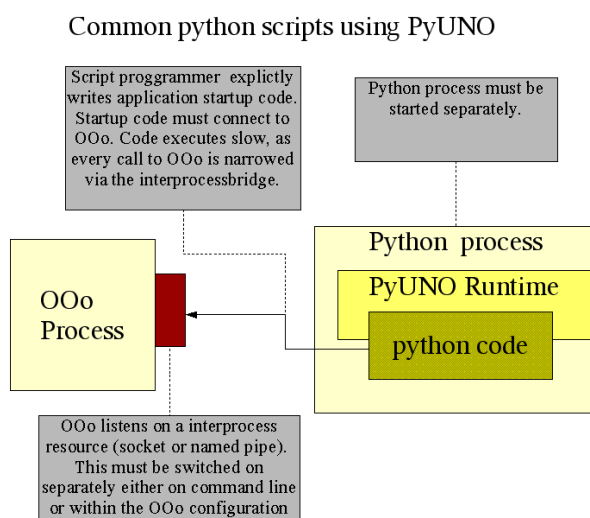 Common python scripts using PyUNO
Script proggrammer explictly
writes application startup code.
Startup code must connect to
OOo. Code executes slow, as
every call to OOo is narrowed
via the interprocessbridge.
Python process must be
started separately.
Python process
PyUNO Runtime
python code
OOo
Process
OOo listens on a interprocess
resource (socket or named pipe).
This must be switched on
separately either on command line
or within the OOo configuration